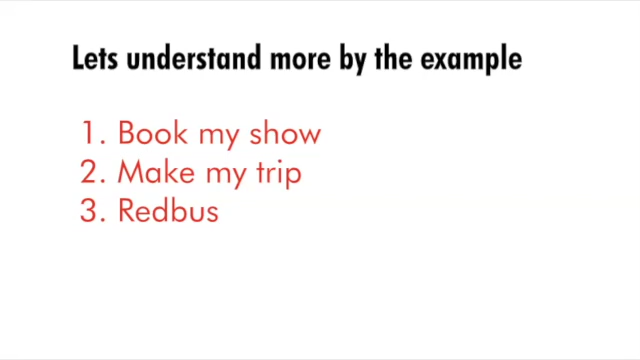 Lets understand more by the example
1. Book my show
2. Make my trip
3. Redbus